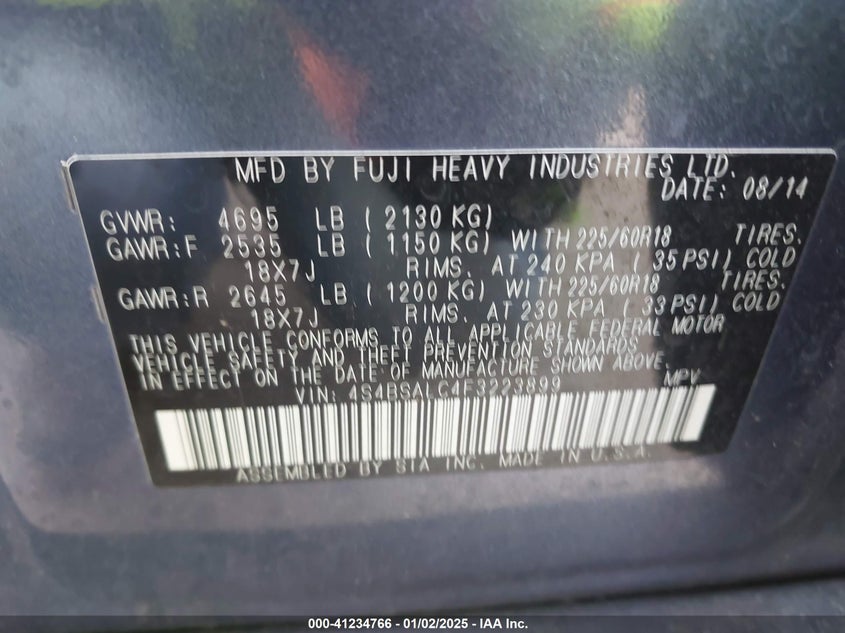 MFD BY FUJI HEAVY INDUSTRIES LTD.
DATE: 08/14
GVWR: 4695 LB (2130 KG)
GAWR:F 2535 LB (1150 KG) WITH 225/60R18 TIRES.
18X7J RIMS. AT 240 KPA (35 PSI) COLD
GAWR:R 2645 LB (1200 KG) WITH 225/60R18 TIRES.
18X7J RIMS. AT 230 KPA (33 PSI) COLD
THIS VEHICLE CONFORMS TO ALL APPLICABLE FEDERAL MOTOR
VEHICLE SAFETY AND THEFT PREVENTION STANDARDS
IN EFFECT ON THE DATE OF MANUFACTURE SHOWN ABOVE.
VIN: 4S4BSALC4F3223899 MPV
ASSEMBLED BY SIA INC. MADE IN U.S.A.
000-41234766 - 01/02/2025 - IAA Inc.